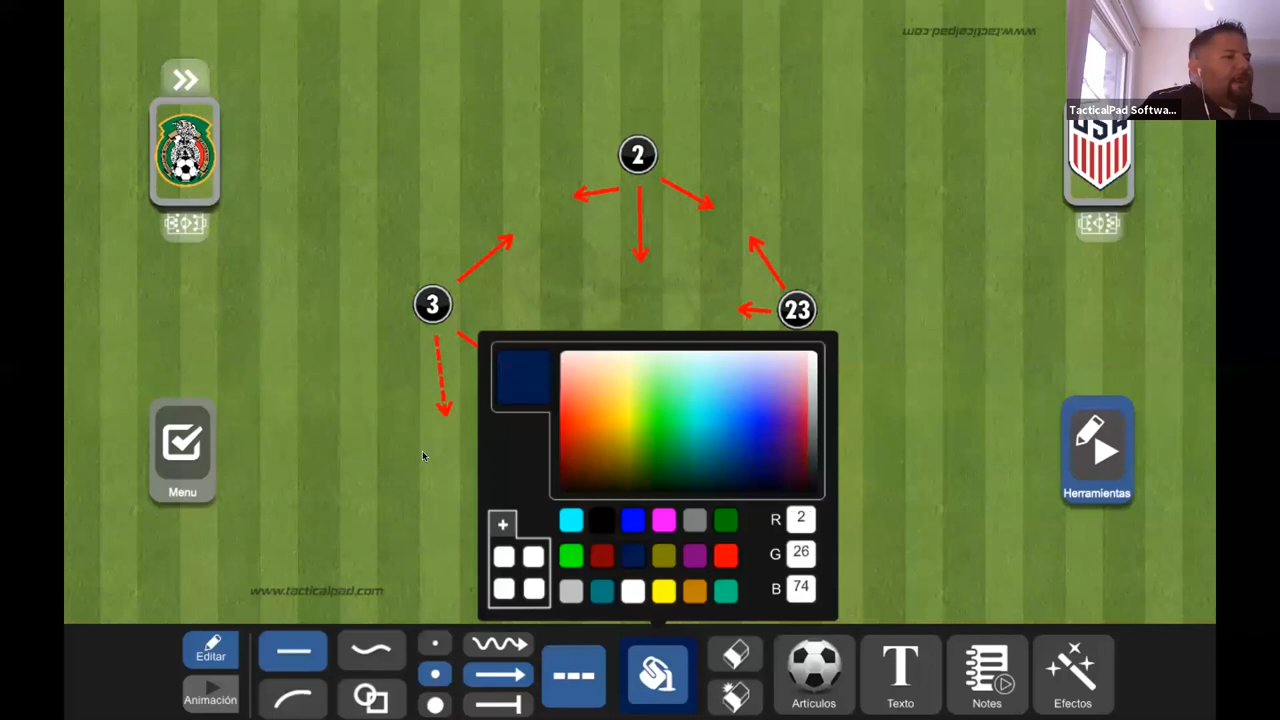 www.tacticalpad.com
TacticalPad Softwa...
USA
2
3
23
Menu
Herramientas
+
R 2
G 26
B 74
www.tacticalpad.com
Editar
Animación
Artículos
T
Texto
Notes
Efectos